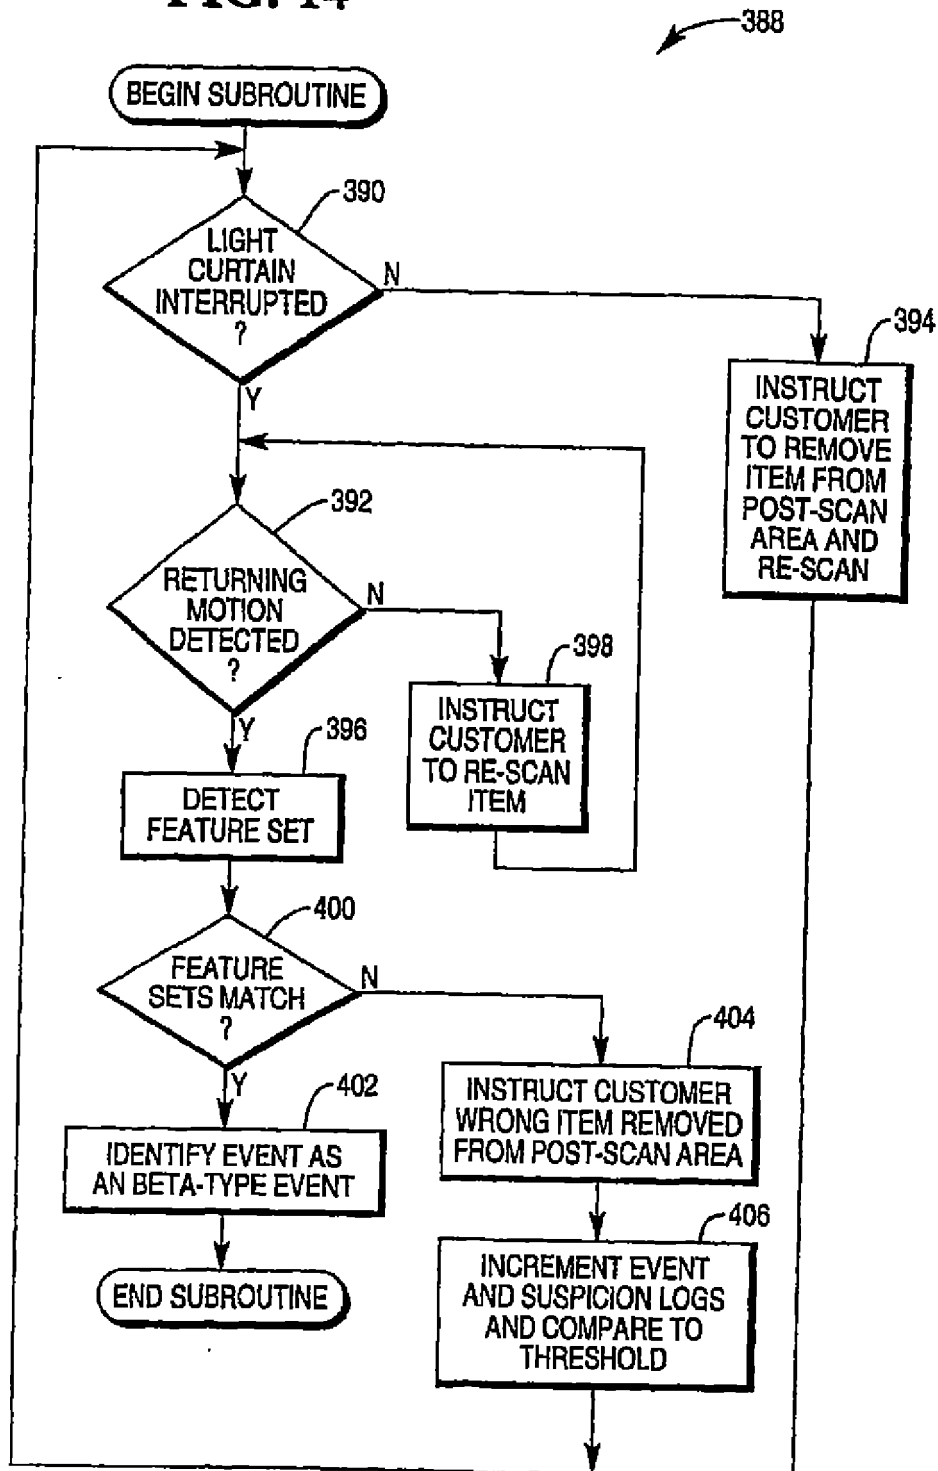 FIG. 14
388
BEGIN SUBROUTINE
390
LIGHT
CURTAIN
INTERRUPTED
?
N
Y
394
INSTRUCT
CUSTOMER
TO REMOVE
ITEM FROM
POST-SCAN
AREA AND
RE-SCAN
392
RETURNING
MOTION
DETECTED
?
N
Y
398
INSTRUCT
CUSTOMER
TO RE-SCAN
ITEM
396
DETECT
FEATURE SET
400
FEATURE
SETS MATCH
?
N
Y
404
INSTRUCT CUSTOMER
WRONG ITEM REMOVED
FROM POST-SCAN AREA
402
IDENTIFY EVENT AS
AN BETA-TYPE EVENT
406
INCREMENT EVENT
AND SUSPICION LOGS
AND COMPARE TO
THRESHOLD
END SUBROUTINE